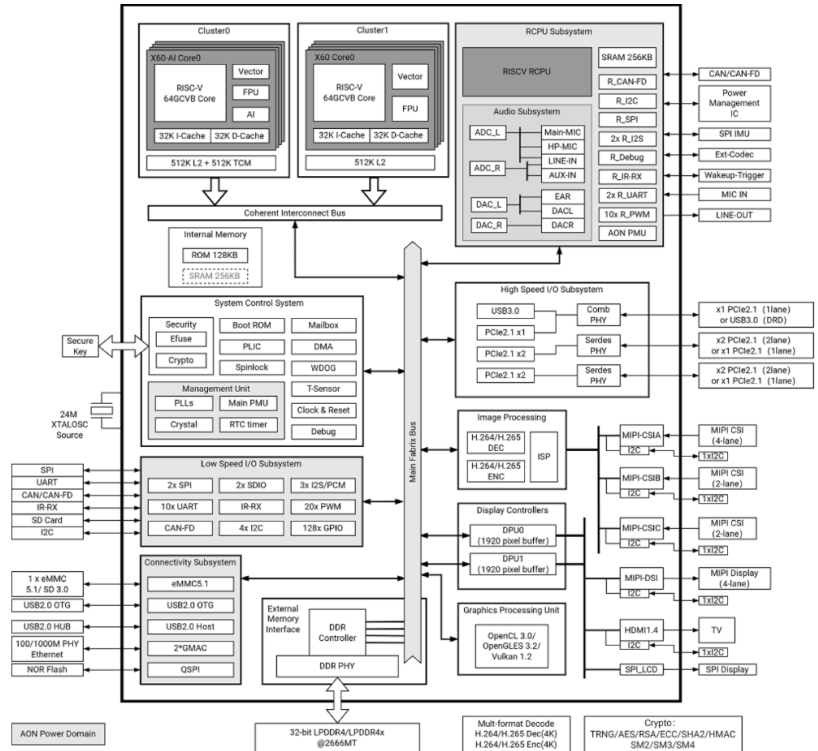 Cluster0
X60-AI Core0
RISC-V
64GCVB Core
Vector
FPU
AI
32K I-Cache
32K D-Cache
512K L2 + 512K TCM
Cluster1
X60 Core0
RISC-V
64GCVB Core
Vector
FPU
32K I-Cache
32K D-Cache
512K L2
RCPU Subsystem
RISCV RCPU
SRAM 256KB
R_CAN-FD
R_I2C
R_SPI
2x R_I2S
R_Debug
R_IR-RX
2x R_UART
10x R_PWM
AON PMU
Audio Subsystem
ADC_L
Main-MIC
HP-MIC
LINE-IN
ADC_R
AUX-IN
DAC_L
EAR
DACL
DAC_R
DACR
CAN/CAN-FD
Power
Management
IC
SPI IMU
Ext-Codec
Wakeup-Trigger
MIC IN
LINE-OUT
Coherent Interconnect Bus
Internal Memory
ROM 128KB
SRAM 256KB
Main Fabrix Bus
System Control System
Security
Efuse
Crypto
Boot ROM
Mailbox
PLIC
DMA
Spinlock
WDOG
T-Sensor
Clock & Reset
Debug
Management Unit
PLLs
Main PMU
Crystal
RTC timer
Secure
Key
24M
XTALOSC
Source
High Speed I/O Subsystem
USB3.0
PCIe2.1 x1
Comb
PHY
PCIe2.1 x2
Serdes
PHY
PCIe2.1 x2
Serdes
PHY
x1 PCIe2.1 (1lane)
or USB3.0 (DRD)
x2 PCIe2.1 (2lane)
or x1 PCIe2.1 (1lane)
x2 PCIe2.1 (2lane)
or x1 PCIe2.1 (1lane)
Low Speed I/O Subsystem
2x SPI
2x SDIO
3x I2S/PCM
10x UART
IR-RX
20x PWM
CAN-FD
4x I2C
128x GPIO
SPI
UART
CAN/CAN-FD
IR-RX
SD Card
I2C
Image Processing
H.264/H.265
DEC
H.264/H.265
ENC
ISP
Display Controllers
DPU0
(1920 pixel buffer)
DPU1
(1920 pixel buffer)
Graphics Processing Unit
OpenCL 3.0/
OpenGLES 3.2/
Vulkan 1.2
MIPI-CSIA
I2C
MIPI CSI
(4-lane)
1xI2C
MIPI-CSIB
I2C
MIPI CSI
(2-lane)
1xI2C
MIPI-CSIC
I2C
MIPI CSI
(2-lane)
1xI2C
MIPI-DSI
I2C
MIPI Display
(4-lane)
1xI2C
HDMI1.4
I2C
TV
1xI2C
SPI_LCD
SPI Display
Connectivity Subsystem
eMMC5.1
USB2.0 OTG
USB2.0 Host
2*GMAC
QSPI
1 x eMMC
5.1/ SD 3.0
USB2.0 OTG
USB2.0 HUB
100/1000M PHY
Ethernet
NOR Flash
External
Memory
Interface
DDR
Controller
DDR PHY
AON Power Domain
32-bit LPDDR4/LPDDR4x
@2666MT
Mult-format Decode
H.264/H.265 Dec(4K)
H.264/H.265 Enc(4K)
Crypto:
TRNG/AES/RSA/ECC/SHA2/HMAC
SM2/SM3/SM4